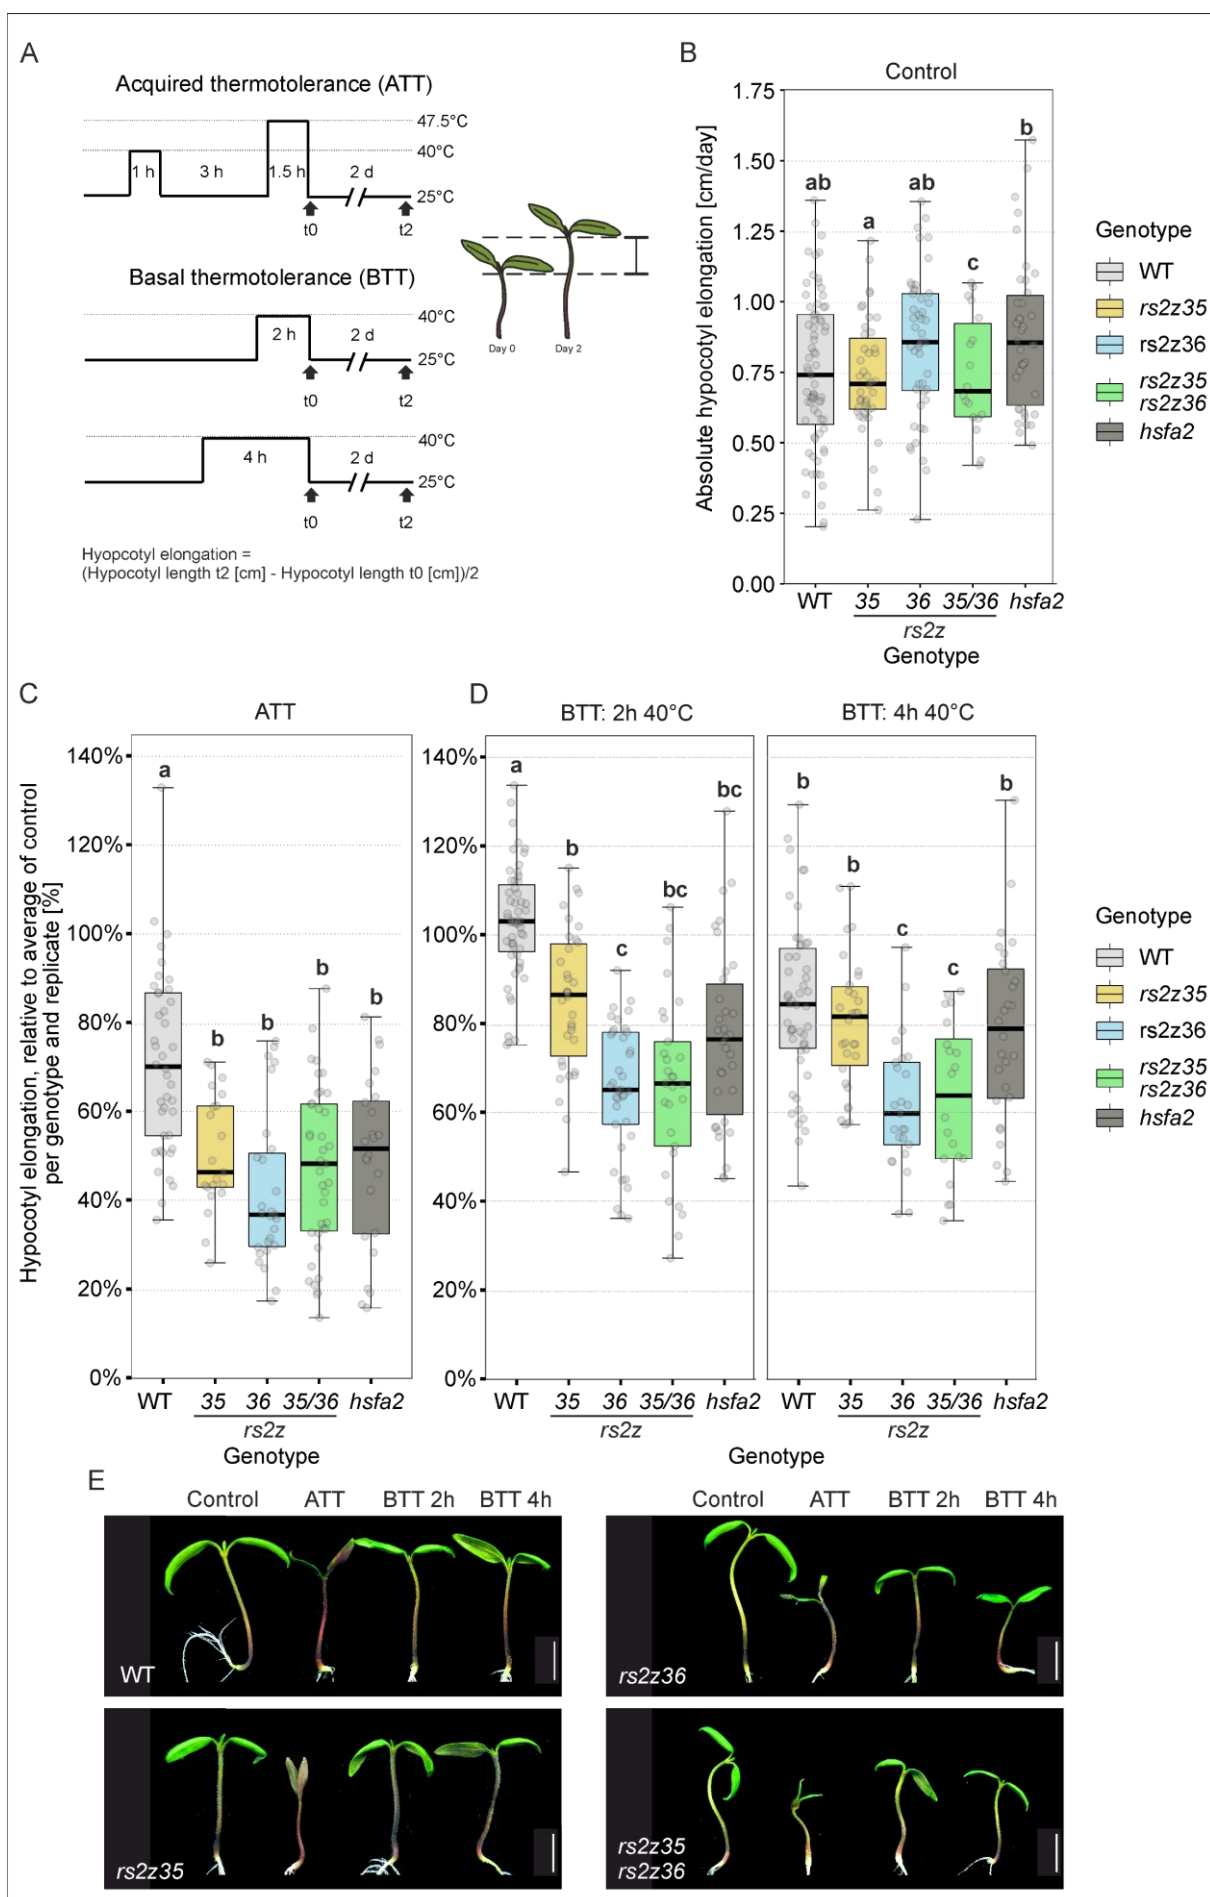 A
Acquired thermotolerance (ATT)
47.5°C
40°C
1 h
3 h
1.5 h
2 d
25°C
t0
t2
Basal thermotolerance (BTT)
40°C
2 h
2 d
25°C
t0
t2
40°C
4 h
2 d
25°C
t0
t2
Day 0
Day 2
Hyopcotyl elongation =
(Hypocotyl length t2 [cm] - Hypocotyl length t0 [cm])/2
B
Control
Absolute hypocotyl elongation [cm/day]
1.75
1.50
1.25
1.00
0.75
0.50
0.25
0.00
ab
a
ab
c
b
WT
35
36
35/36
hsfa2
rs2z
Genotype
Genotype
WT
rs2z35
rs2z36
rs2z35
rs2z36
hsfa2
C
ATT
Hypocotyl elongation, relative to average of control
per genotype and replicate [%]
140%
120%
100%
80%
60%
40%
20%
0%
a
b
b
b
b
WT
35
36
35/36
hsfa2
rs2z
Genotype
D
BTT: 2h 40°C
BTT: 4h 40°C
140%
120%
100%
80%
60%
40%
20%
0%
a
b
c
bc
bc
b
b
c
c
b
WT
35
36
35/36
hsfa2
rs2z
WT
35
36
35/36
hsfa2
rs2z
Genotype
Genotype
WT
rs2z35
rs2z36
rs2z35
rs2z36
hsfa2
E
Control
ATT
BTT 2h
BTT 4h
Control
ATT
BTT 2h
BTT 4h
WT
rs2z36
rs2z35
rs2z35
rs2z36